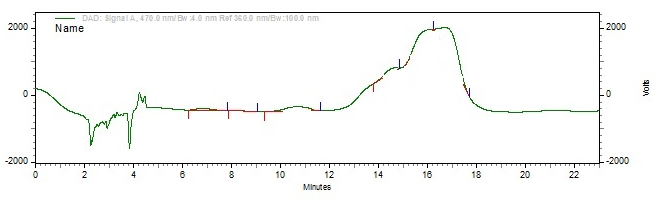 DAD: Signal A, 470.0 nm/Bw:4.0 nm Ref 360.0 nm/Bw:100.0 nm
Name
2000 2000
0 0
-2000 -2000
Volts
0 2 4 6 8 10 12 14 16 18 20 22
Minutes